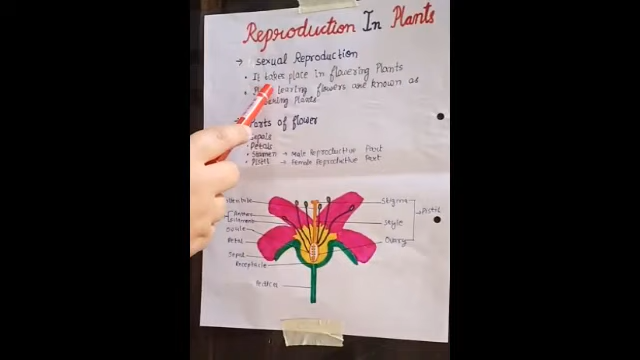 Reproduction In Plants
→ sexual Reproduction
• It takes place in flowering Plants
• bearing flowers are known as
Plants
Parts of flower
Sepals
• Petals
• Stamen → Male Reproductive Part
• Pistil → Female Reproductive Part
Anther
Filament
Ovule
Petal
Sepal
Receptacle
Stigma
Style
Ovary
Pistil